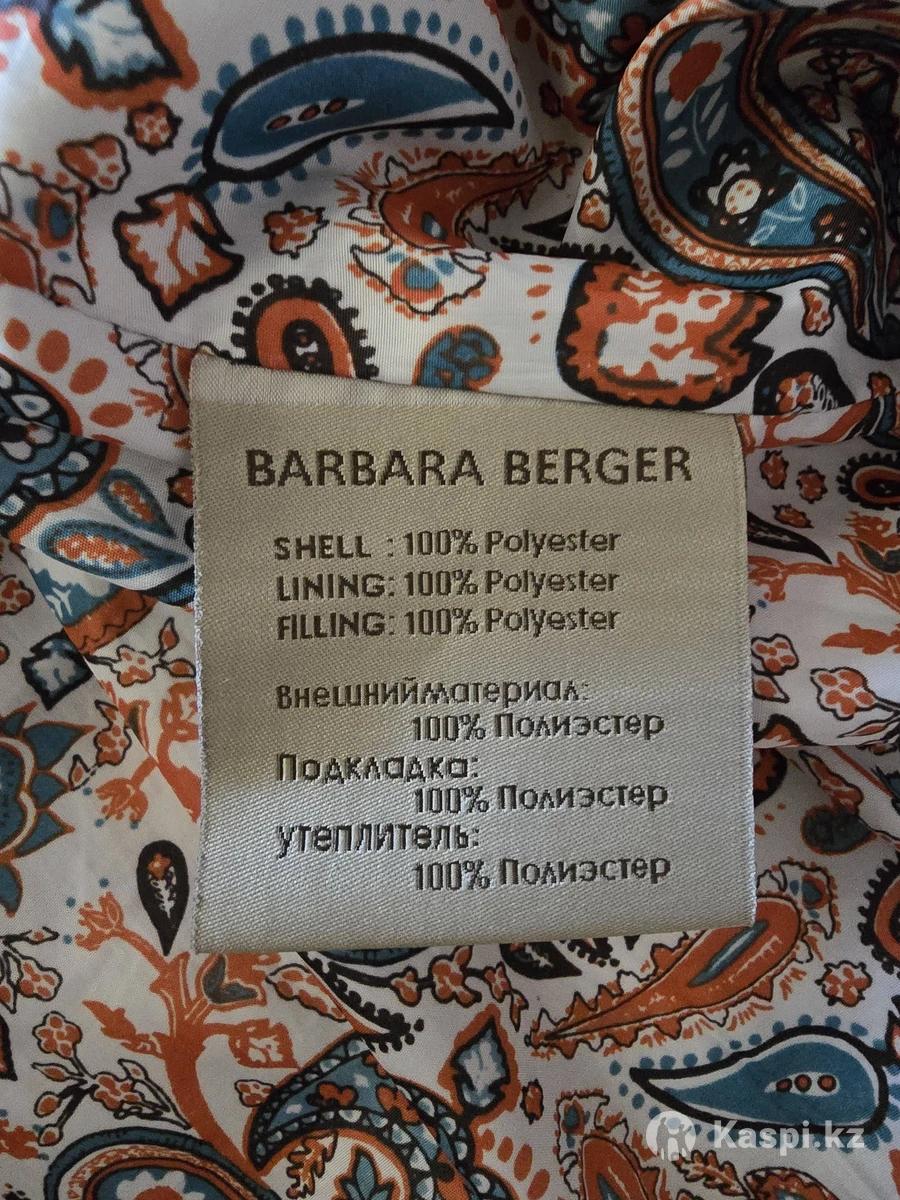 BARBARA BERGER
SHELL : 100% Polyester
LINING: 100% Polyester
FILLING: 100% Polyester
Внешнийматериал:
100% Полиэстер
Подкладка:
100% Полиэстер
утеплитель:
100% Полиэстер
Kaspi.kz